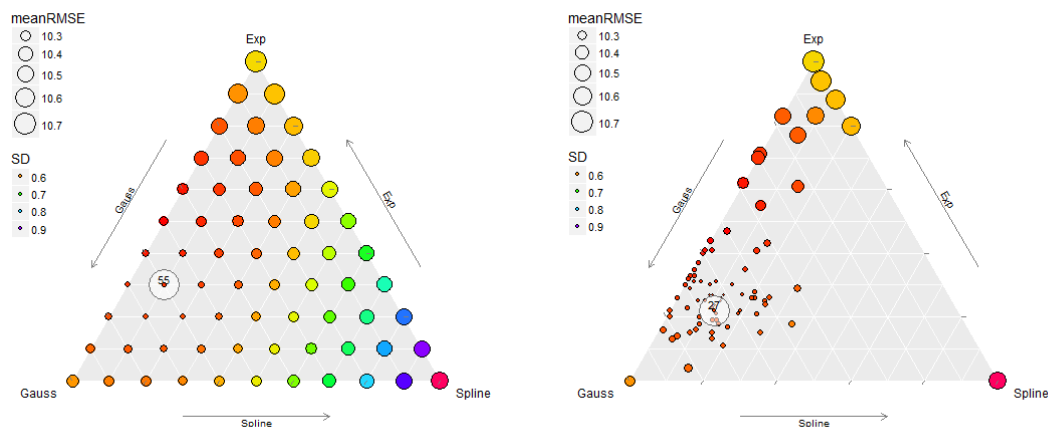 meanRMSE
10.3
10.4
10.5
10.6
10.7
SD
0.6
0.7
0.8
0.9
Exp
Gauss
Exp
55
Gauss
Spline
Spline
meanRMSE
10.3
10.4
10.5
10.6
10.7
SD
0.6
0.7
0.8
0.9
Exp
Gauss
Exp
27
Gauss
Spline
Spline